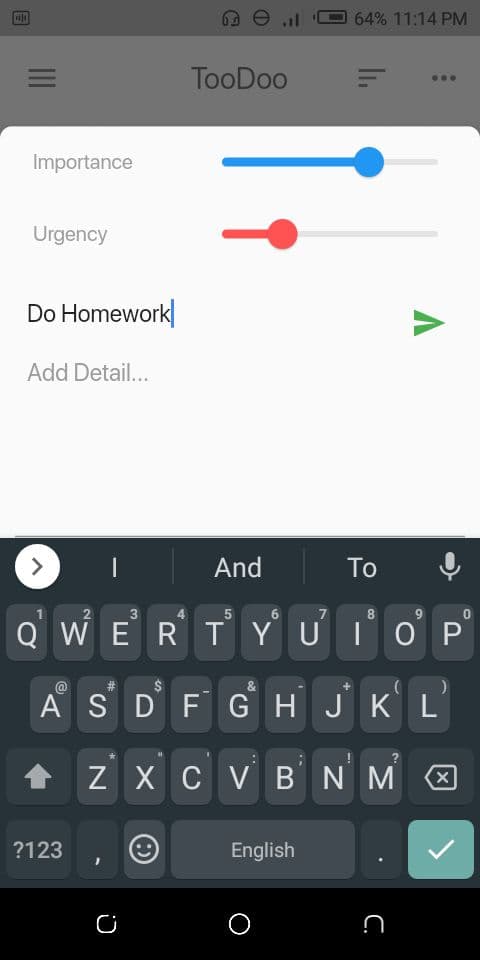 64% 11:14 PM
TooDoo
Importance
Urgency
Do Homework
Add Detail...
I And To
1 2 3 4 5 6 7 8 9 0
Q W E R T Y U I O P
@ # $ _ & - + ( )
A S D F G H J K L
* " ' : ; ! ?
Z X C V B N M
?123 , English .